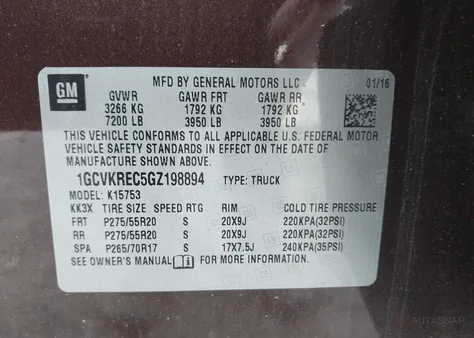 GM
MFD BY GENERAL MOTORS LLC 01/16
GVWR GAWR FRT GAWR RR
3266 KG 1792 KG 1792 KG
7200 LB 3950 LB 3950 LB
THIS VEHICLE CONFORMS TO ALL APPLICABLE U.S. FEDERAL MOTOR
VEHICLE SAFETY STANDARDS IN EFFECT ON THE DATE OF
MANUFACTURE SHOWN ABOVE.
1GCVKREC5GZ198894 TYPE: TRUCK
MODEL: K15753
KK3X TIRE SIZE SPEED RTG RIM COLD TIRE PRESSURE
FRT P275/55R20 S 20X9J 220KPA(32PSI)
RR P275/55R20 S 20X9J 220KPA(32PSI)
SPA P265/70R17 S 17X7.5J 240KPA(35PSI)
SEE OWNER'S MANUAL FOR MORE INFORMATION.
AUTASNAP